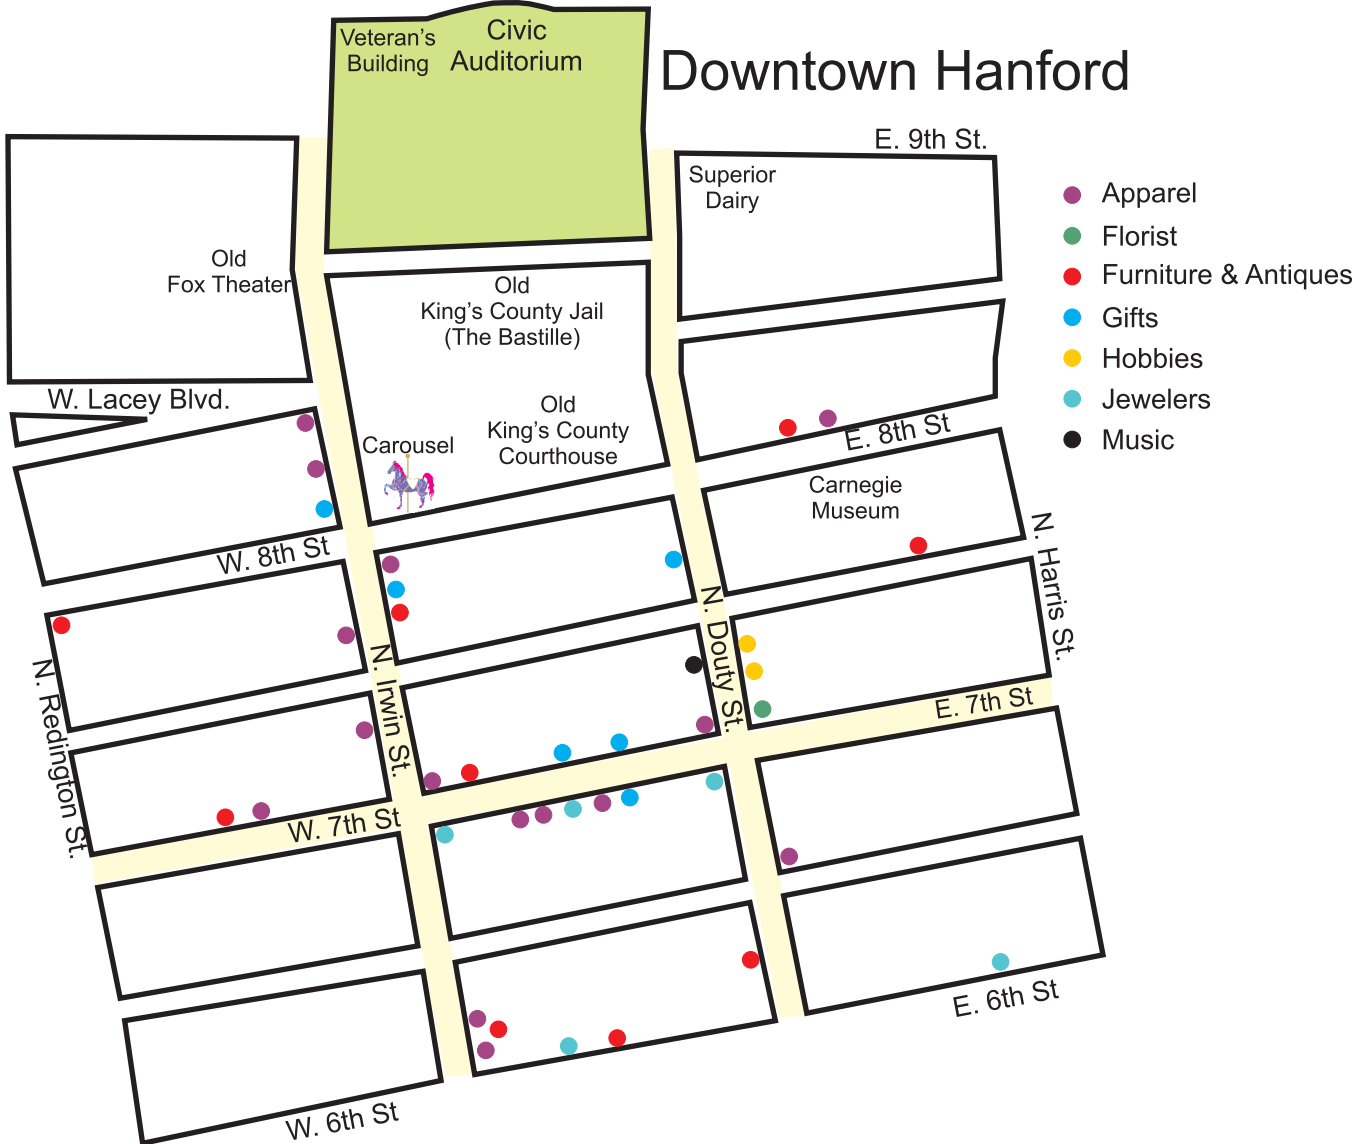 Veteran's
Building
Civic
Auditorium
Downtown Hanford
E. 9th St.
Superior
Dairy
Apparel
Florist
Furniture & Antiques
Gifts
Hobbies
Jewelers
Music
Old
Fox Theater
Old
King's County Jail
(The Bastille)
W. Lacey Blvd.
Old
King's County
Courthouse
Carousel
E. 8th St
Carnegie
Museum
W. 8th St
N. Harris St.
N. Douty St.
N. Irwin St.
N. Redington St.
E. 7th St
W. 7th St
E. 6th St
W. 6th St